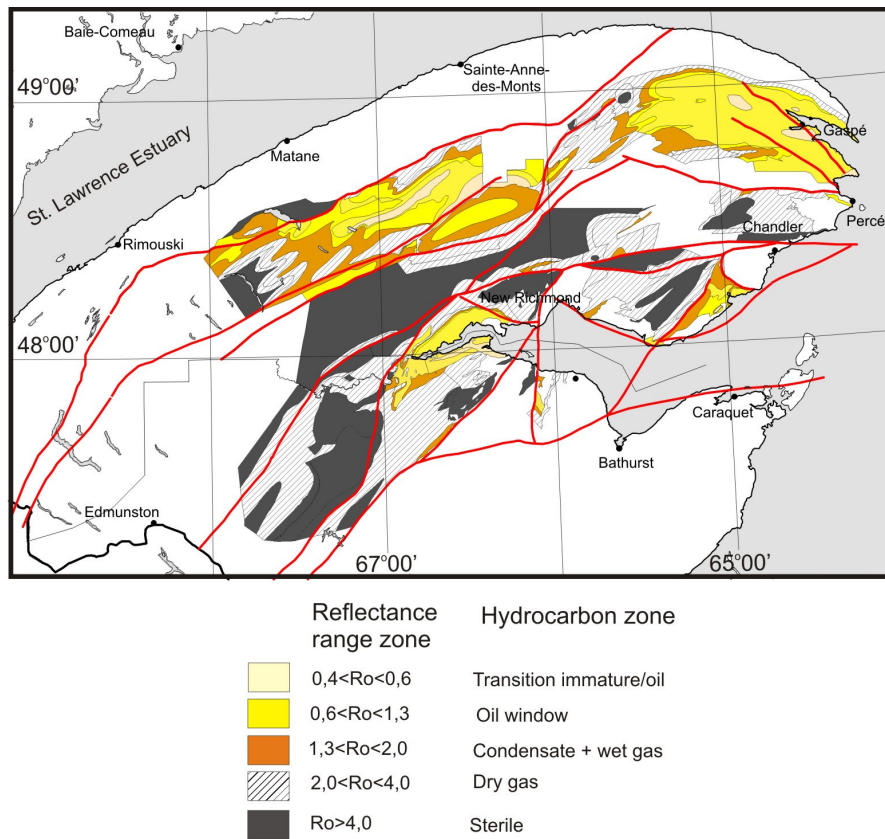 Baie-Comeau
49°00'
Sainte-Anne-
des-Monts
Gaspé
St. Lawrence Estuary
Matane
Percé
Chandler
Rimouski
New Richmond
48°00'
Caraquet
Bathurst
Edmunston
67°00'
65°00'
Reflectance
range zone
Hydrocarbon zone
0,4<Ro<0,6 Transition immature/oil
0,6<Ro<1,3 Oil window
1,3<Ro<2,0 Condensate + wet gas
2,0<Ro<4,0 Dry gas
Ro>4,0 Sterile